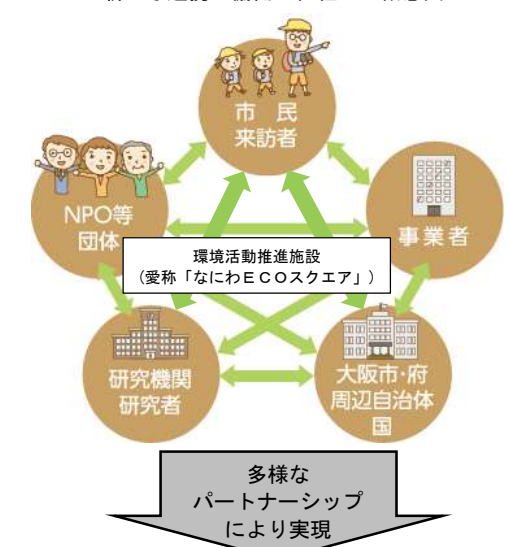 市 民
来訪者
NPO等
団体
事業者
環境活動推進施設
(愛称「なにわＥＣＯスクエア」)
研究機関
研究者
大阪市・府
周辺自治体
国
多様な
パートナーシップ
により実現